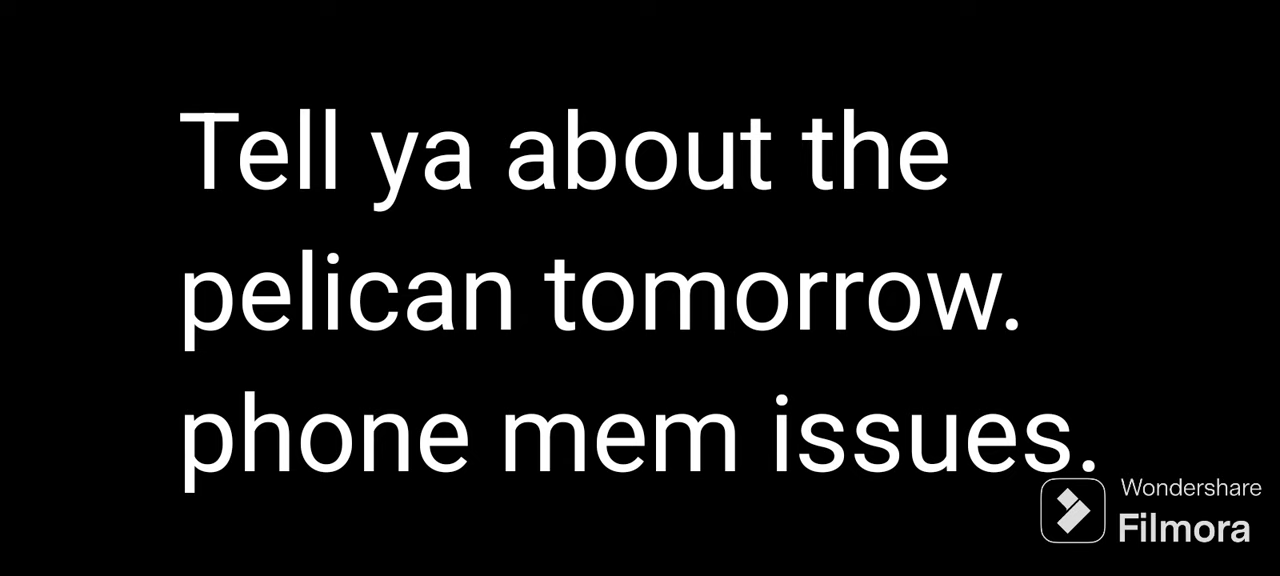 Tell ya about the
pelican tomorrow.
phone mem issues.
Wondershare
Filmora